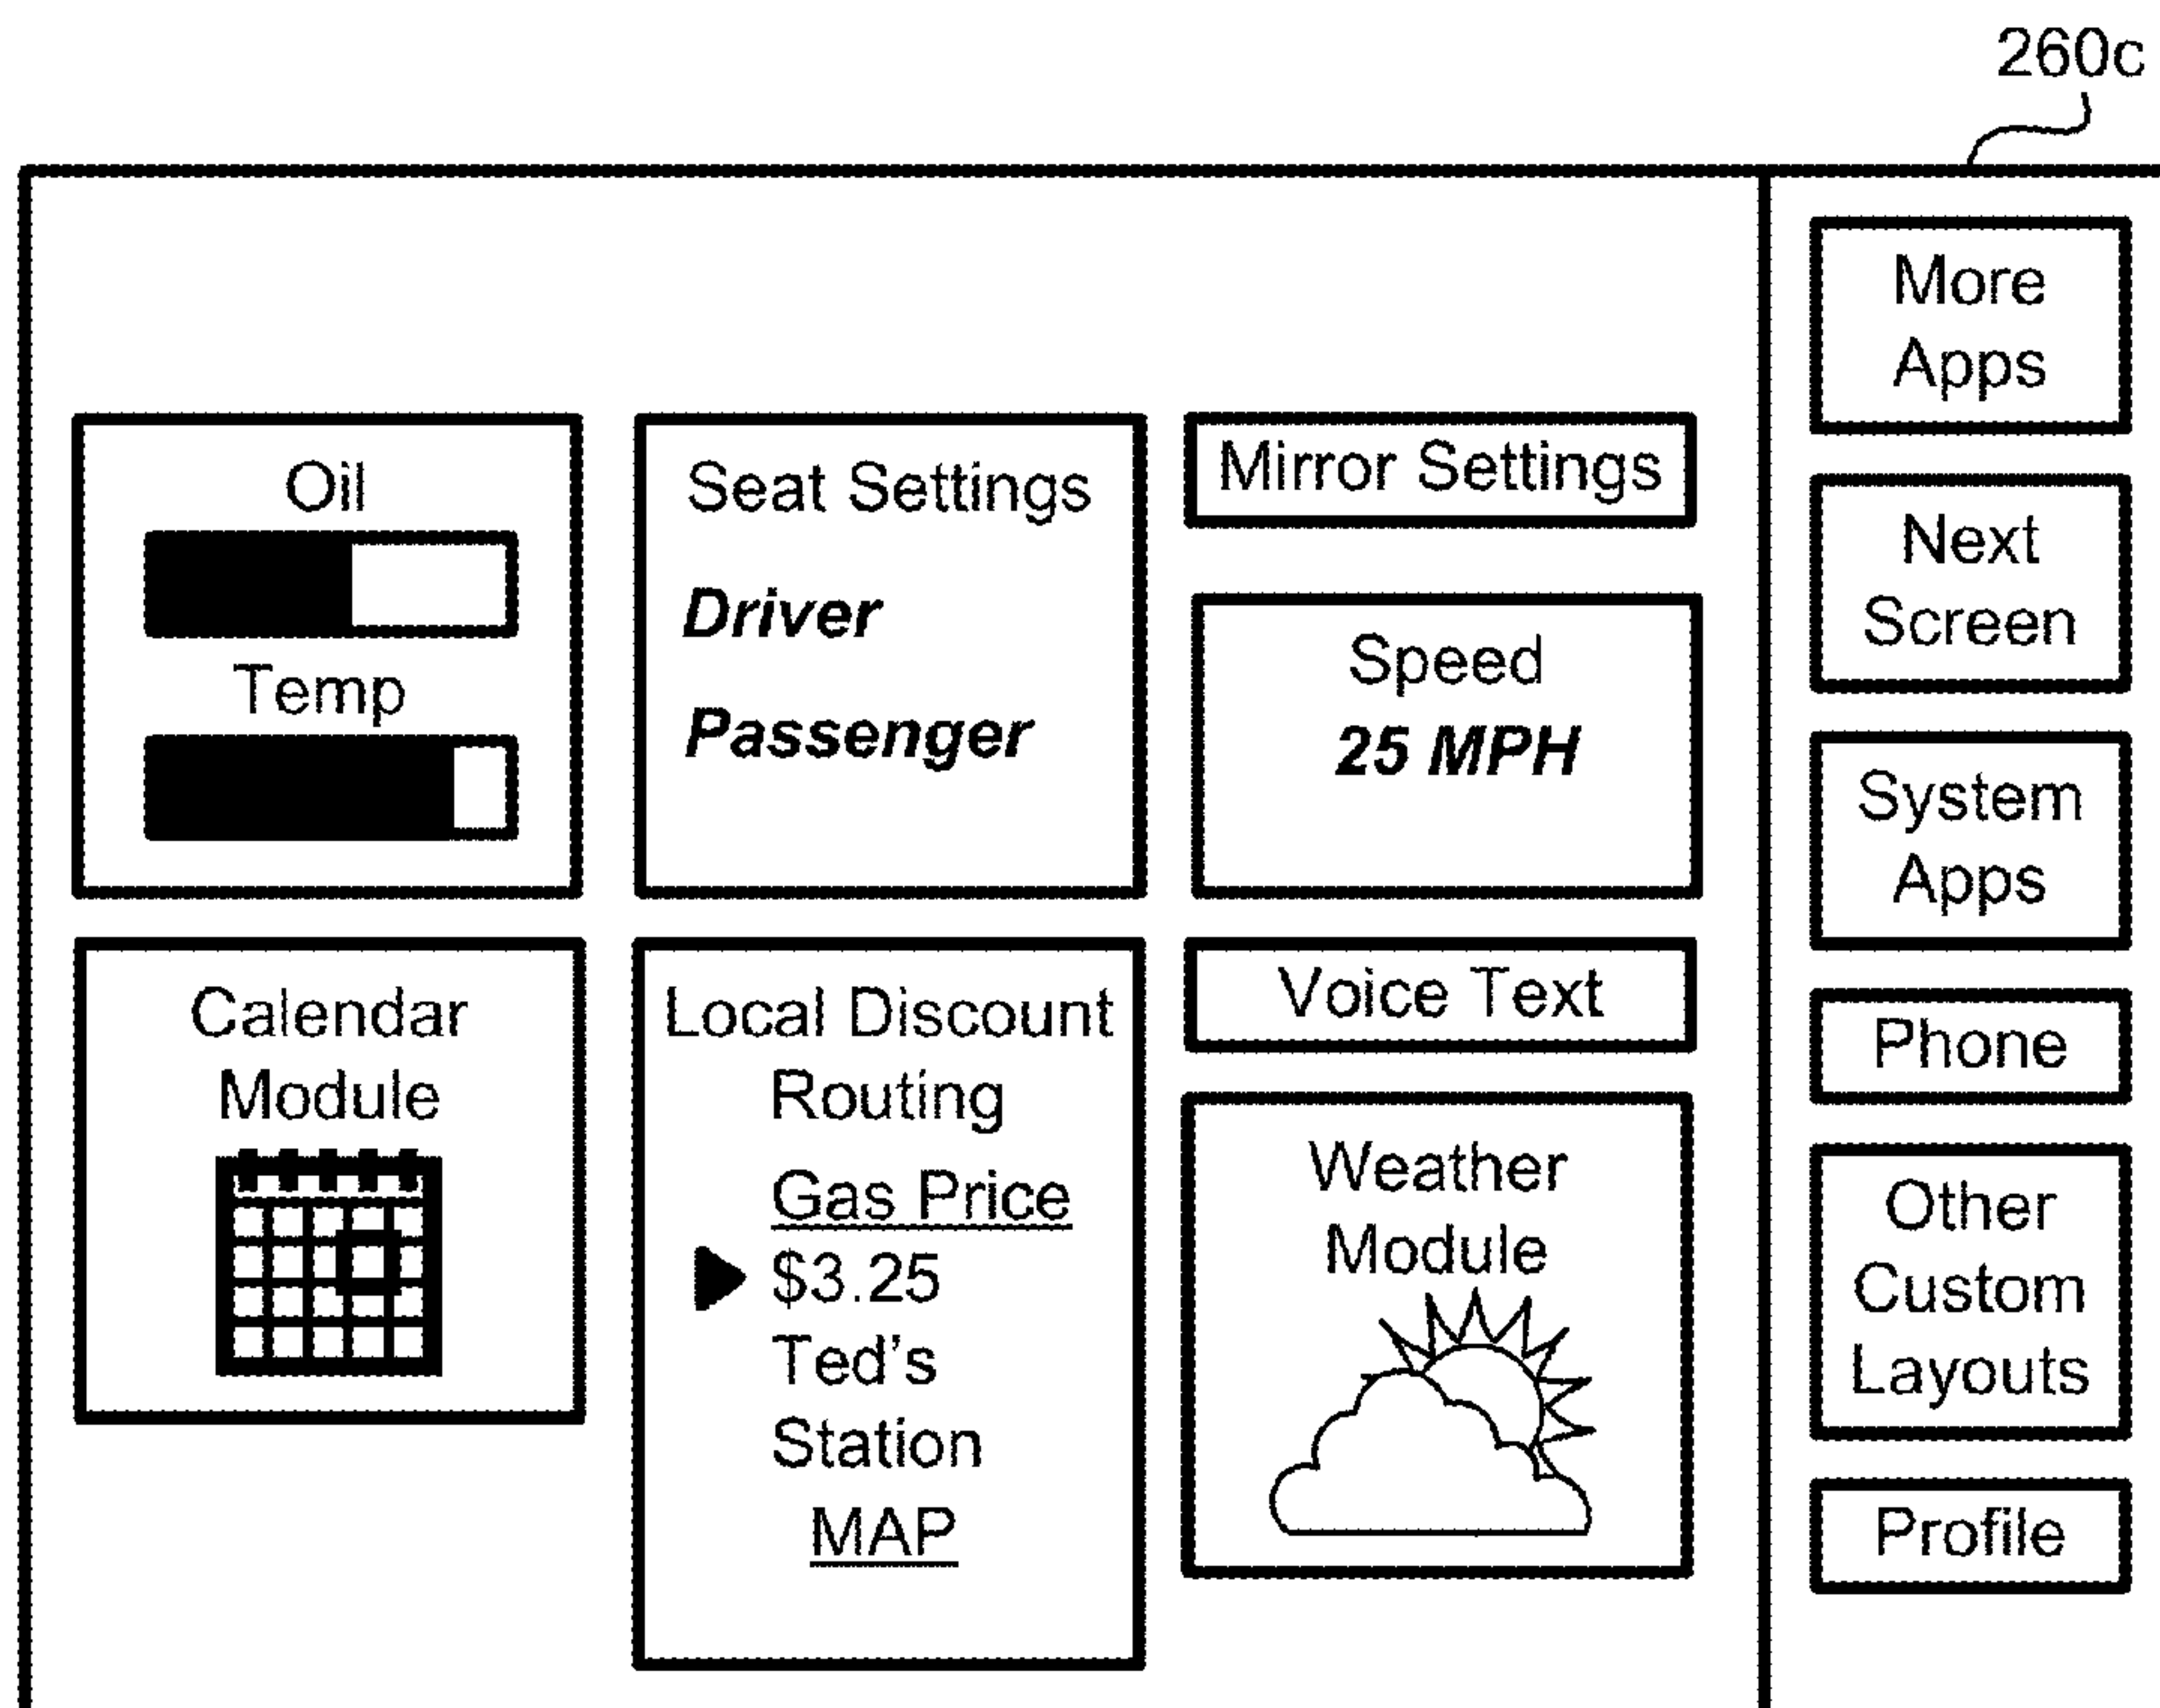 260c
Oil
Temp
Seat Settings
Driver
Passenger
Mirror Settings
Speed
25 MPH
Calendar
Module
Local Discount
Routing
Gas Price
$3.25
Ted's
Station
MAP
Voice Text
Weather
Module
More
Apps
Next
Screen
System
Apps
Phone
Other
Custom
Layouts
Profile